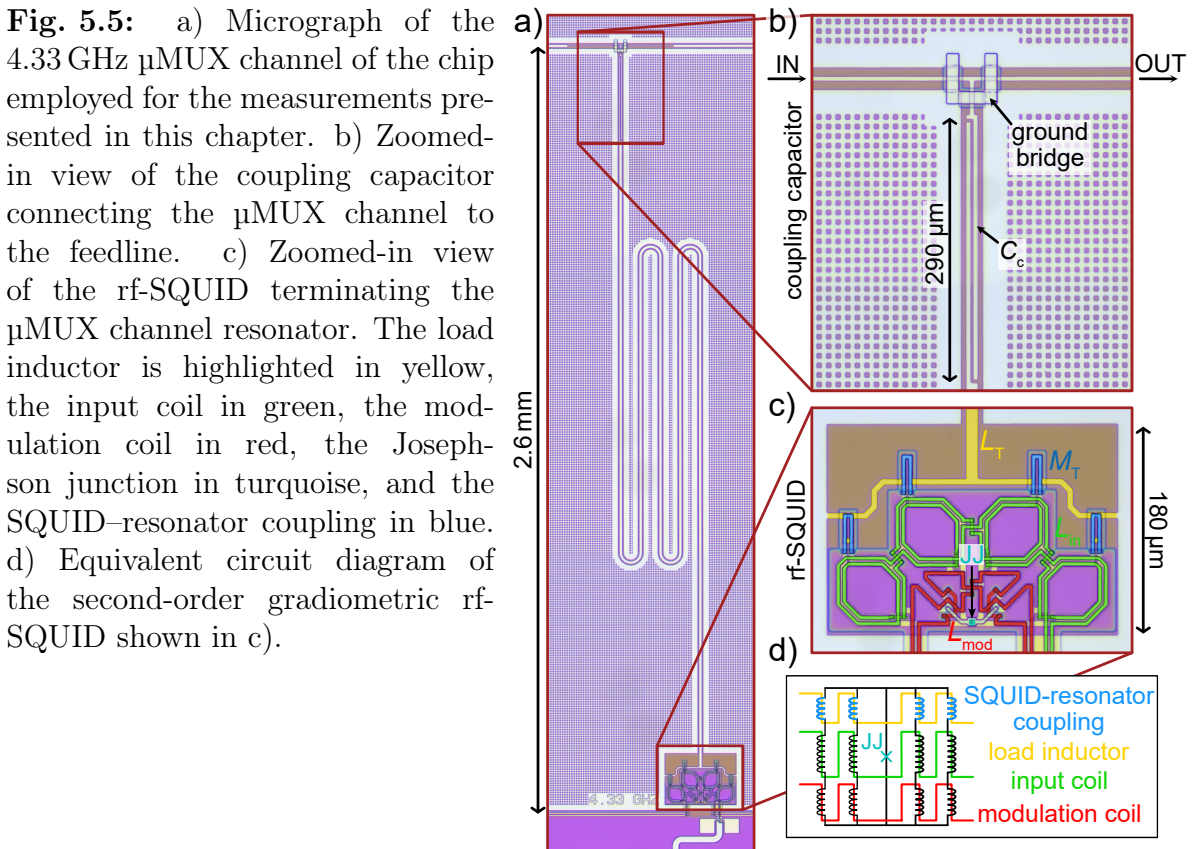 Fig. 5.5: a) Micrograph of the
4.33 GHz µMUX channel of the chip
employed for the measurements pre-
sented in this chapter. b) Zoomed-
in view of the coupling capacitor
connecting the µMUX channel to
the feedline. c) Zoomed-in view
of the rf-SQUID terminating the
µMUX channel resonator. The load
inductor is highlighted in yellow,
the input coil in green, the mod-
ulation coil in red, the Joseph-
son junction in turquoise, and the
SQUID–resonator coupling in blue.
d) Equivalent circuit diagram of
the second-order gradiometric rf-
SQUID shown in c).
a)
2.6 mm
4.33 GHz
b)
IN
OUT
ground
bridge
coupling capacitor
290 µm
Cc
c)
rf-SQUID
LT
MT
Lin
JJ
Lmod
180 µm
d)
JJ
SQUID-resonator
coupling
load inductor
input coil
modulation coil